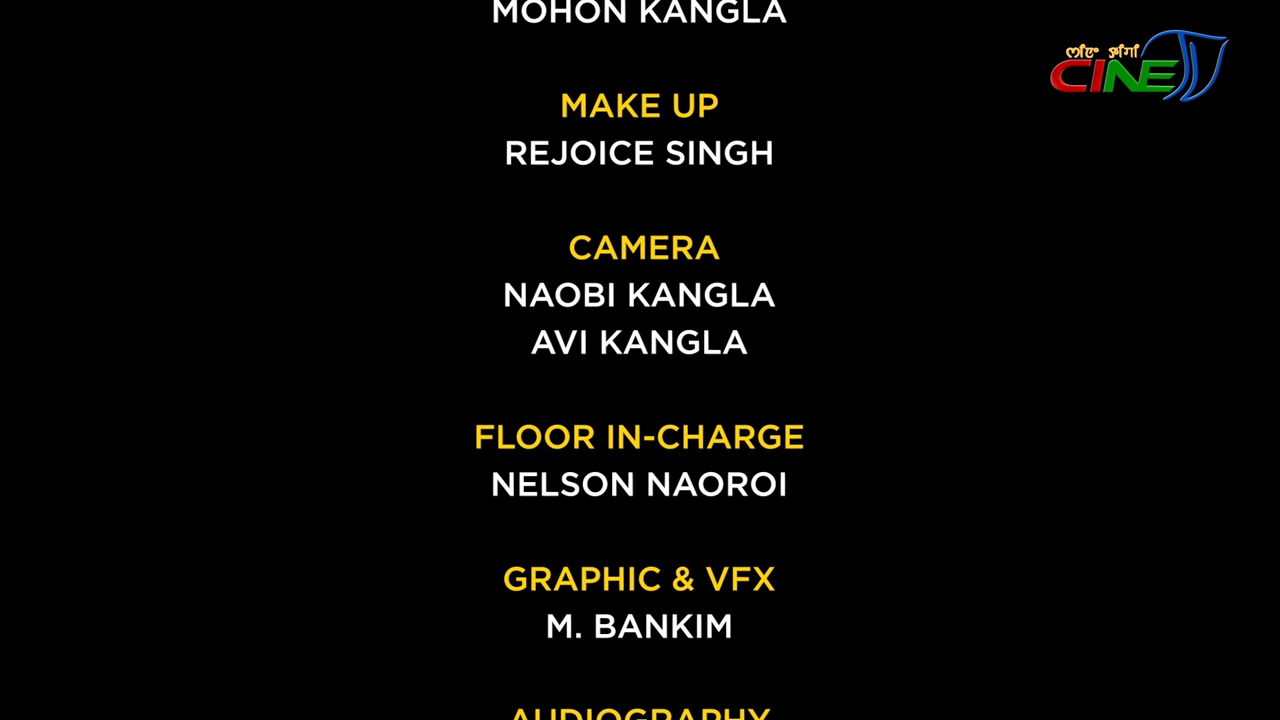 MOHON KANGLA
CINE
MAKE UP
REJOICE SINGH
CAMERA
NAOBI KANGLA
AVI KANGLA
FLOOR IN-CHARGE
NELSON NAOROI
GRAPHIC & VFX
M. BANKIM
AUDIOGRAPHY